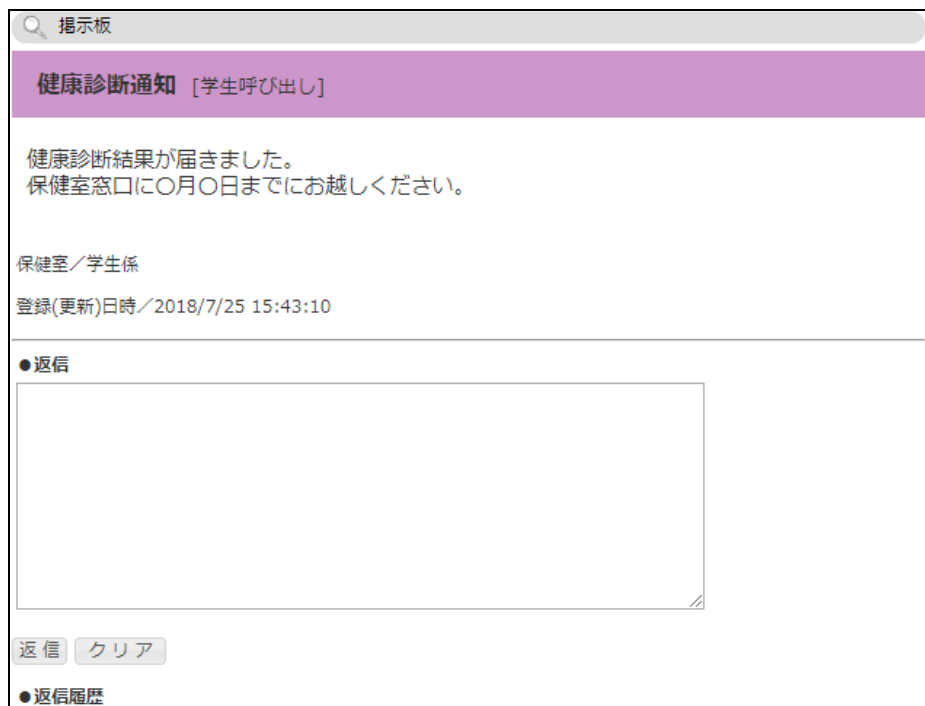 掲示板
健康診断通知 [学生呼び出し]
健康診断結果が届きました。
保健室窓口に〇月〇日までにお越しください。
保健室／学生係
登録(更新)日時／2018/7/25 15:43:10
●返信
返信 クリア
●返信履歴